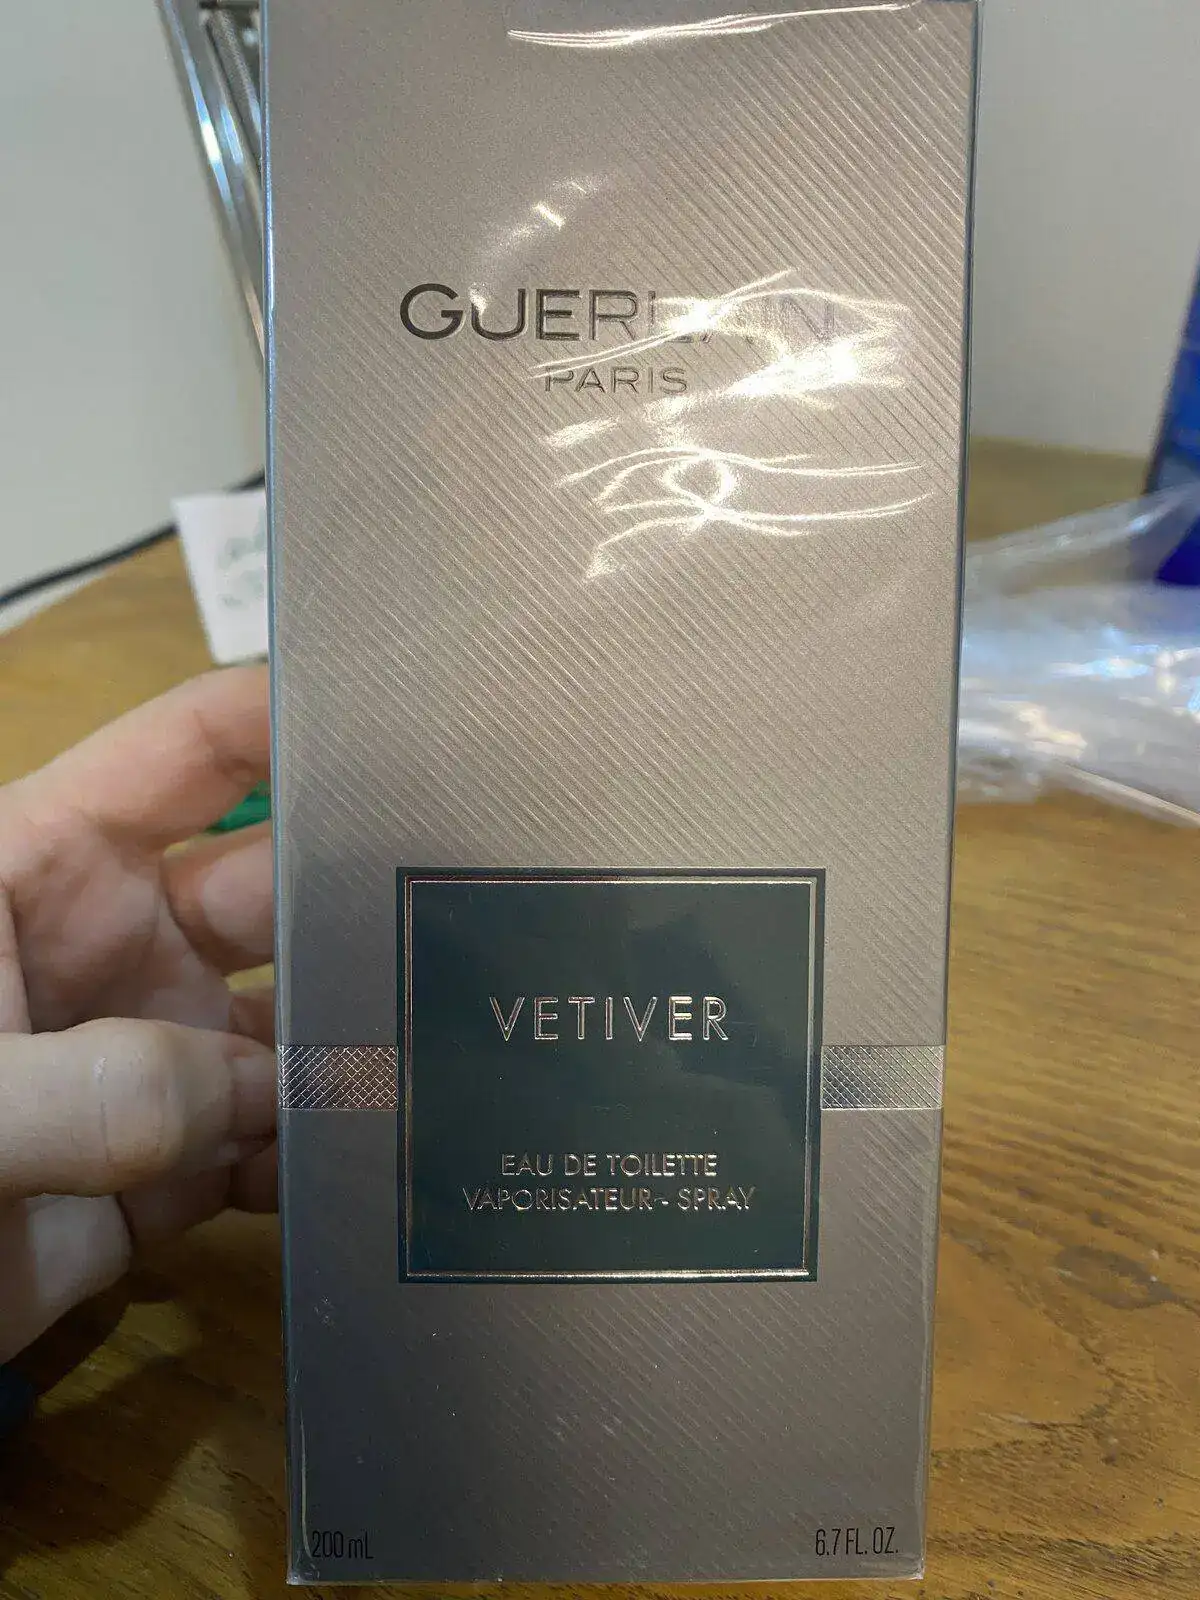 GUERLAIN
PARIS
VETIVER
EAU DE TOILETTE
VAPORISATEUR - SPRAY
200 mL
6.7 FL. OZ.